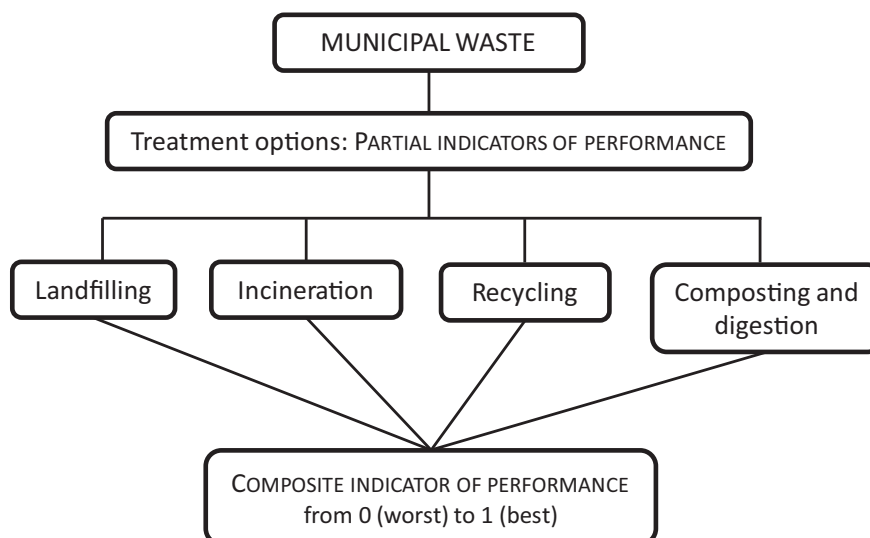 MUNICIPAL WASTE
Treatment options: PARTIAL INDICATORS OF PERFORMANCE
Landfilling
Incineration
Recycling
Composting and
digestion
COMPOSITE INDICATOR OF PERFORMANCE
from 0 (worst) to 1 (best)